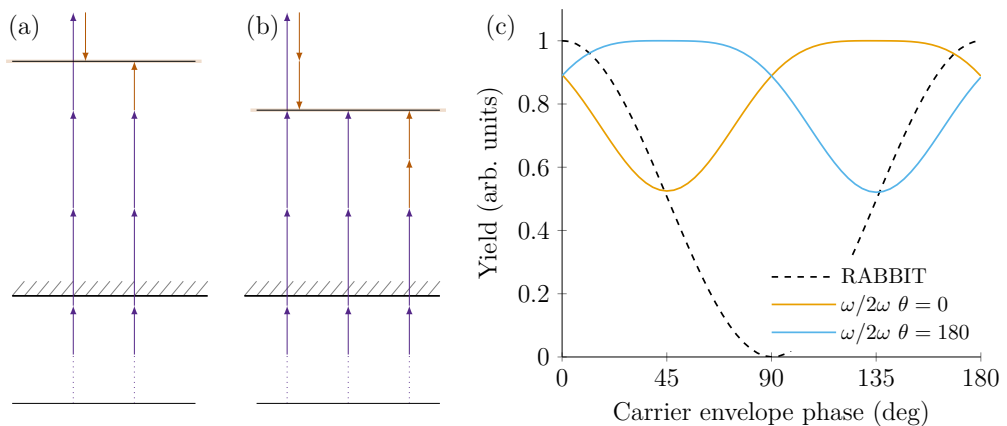 (a)
(b)
(c)
Yield (arb. units)
1
0.8
0.6
0.4
0.2
0
0
45
90
135
180
Carrier envelope phase (deg)
RABBIT
ω/2ω θ = 0
ω/2ω θ = 180